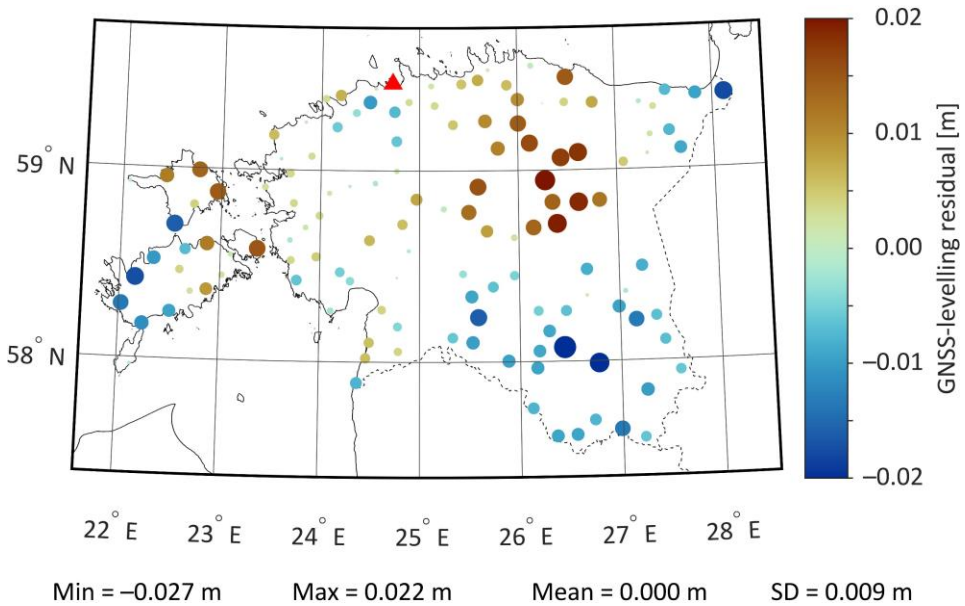 0.02
0.01
0.00
−0.01
−0.02
GNSS-levelling residual [m]
59° N
58° N
22° E 23° E 24° E 25° E 26° E 27° E 28° E
Min = −0.027 m Max = 0.022 m Mean = 0.000 m SD = 0.009 m